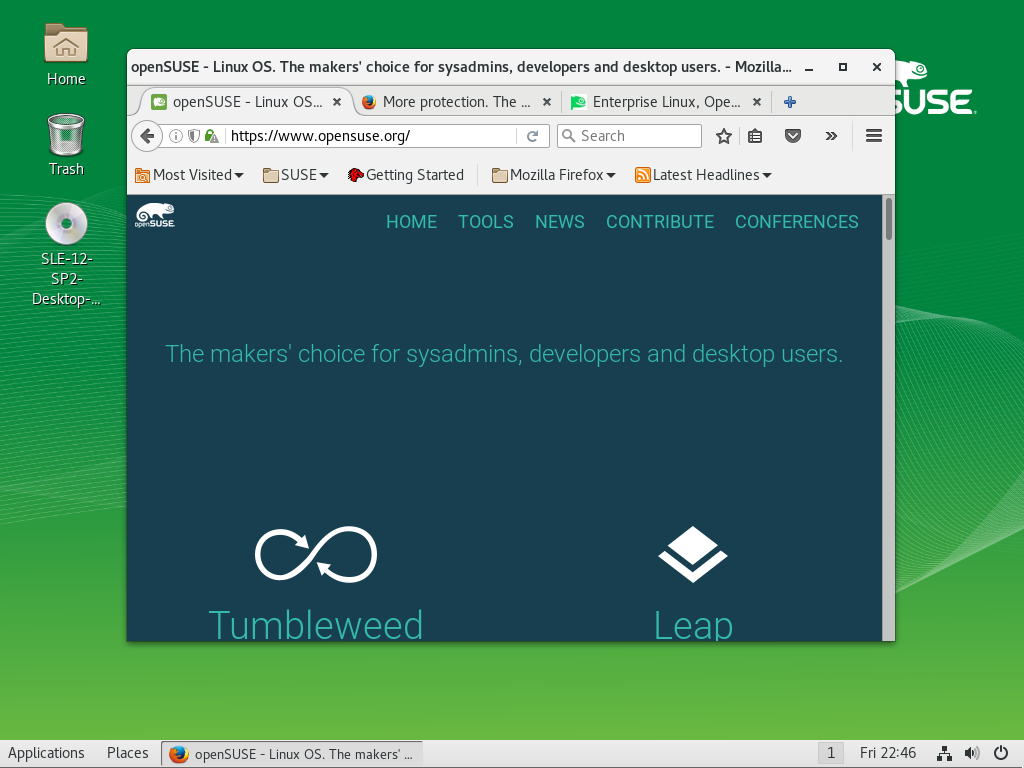 Home
Trash
SLE-12-
SP2-
Desktop-...
SUSE
openSUSE - Linux OS. The makers' choice for sysadmins, developers and desktop users. - Mozilla...
openSUSE - Linux OS...
More protection. The ...
Enterprise Linux, Ope...
https://www.opensuse.org/
Search
Most Visited
SUSE
Getting Started
Mozilla Firefox
Latest Headlines
openSUSE
HOME
TOOLS
NEWS
CONTRIBUTE
CONFERENCES
The makers' choice for sysadmins, developers and desktop users.
Tumbleweed
Leap
Applications
Places
openSUSE - Linux OS. The makers' ...
1
Fri 22:46